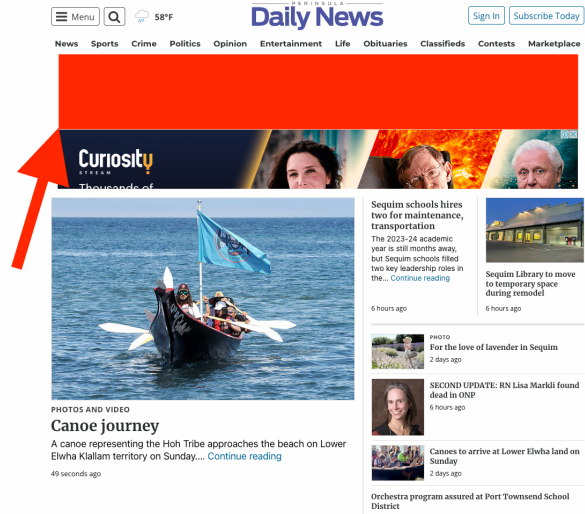 Menu
58°F
PENINSULA
Daily News
Sign In
Subscribe Today
News Sports Crime Politics Opinion Entertainment Life Obituaries Classifieds Contests Marketplace
Curiosity
STREAM
Thousands of
PHOTOS AND VIDEO
Canoe journey
A canoe representing the Hoh Tribe approaches the beach on Lower
Elwha Klallam territory on Sunday.... Continue reading
49 seconds ago
Sequim schools hires
two for maintenance,
transportation
The 2023-24 academic
year is still months away,
but Sequim schools filled
two key leadership roles in
the... Continue reading
6 hours ago
Sequim Library to move
to temporary space
during remodel
6 hours ago
PHOTO
For the love of lavender in Sequim
2 days ago
SECOND UPDATE: RN Lisa Markli found
dead in ONP
6 hours ago
Canoes to arrive at Lower Elwha land on
Sunday
2 days ago
Orchestra program assured at Port Townsend School
District